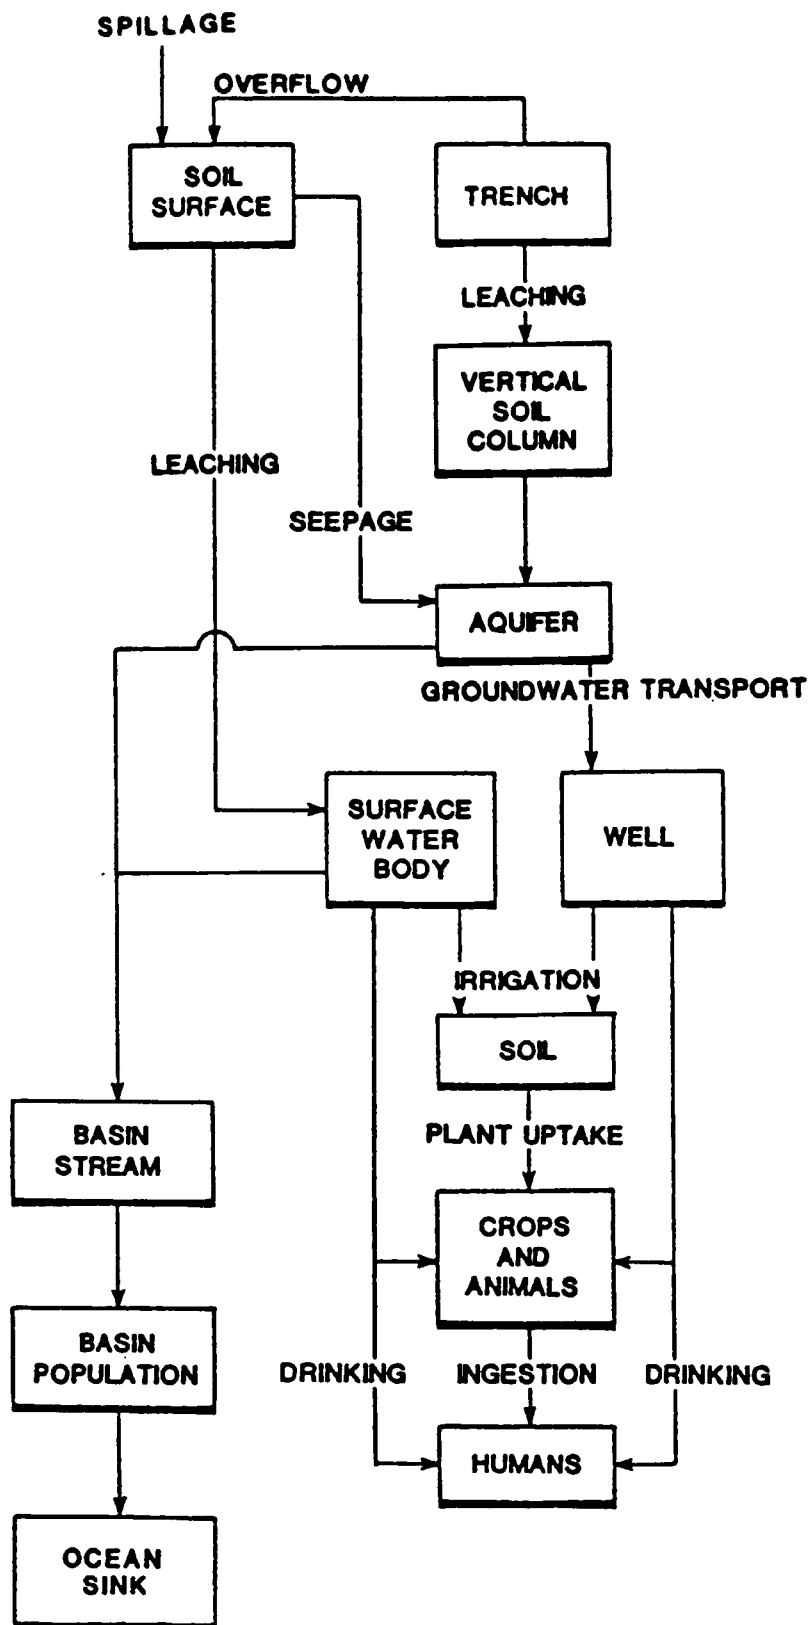 SPILLAGE
OVERFLOW
SOIL
SURFACE
TRENCH
LEACHING
VERTICAL
SOIL
COLUMN
LEACHING
SEEPAGE
AQUIFER
GROUNDWATER TRANSPORT
SURFACE
WATER
BODY
WELL
IRRIGATION
SOIL
PLANT UPTAKE
BASIN
STREAM
CROPS
AND
ANIMALS
BASIN
POPULATION
DRINKING
INGESTION
DRINKING
HUMANS
OCEAN
SINK